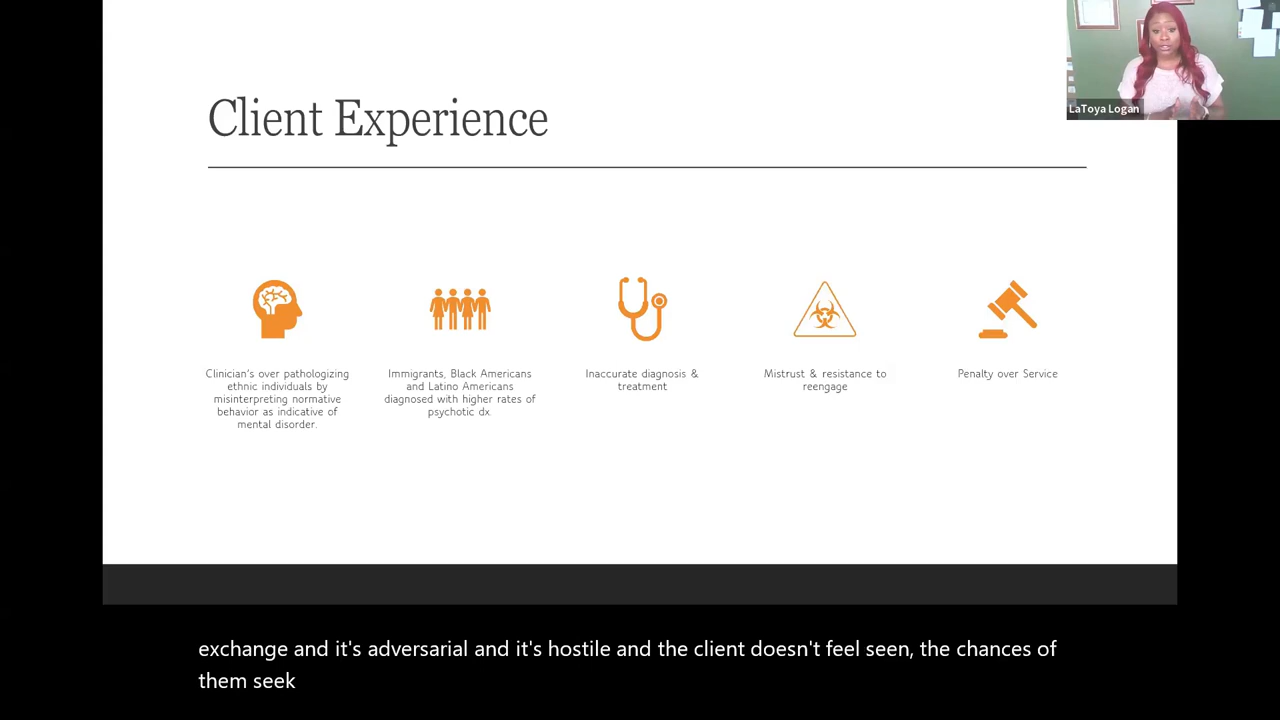 LaToya Logan
Client Experience
Clinician's over pathologizing
ethnic individuals by
misinterpreting normative
behavior as indicative of
mental disorder.
Immigrants, Black Americans
and Latino Americans
diagnosed with higher rates of
psychotic dx.
Inaccurate diagnosis &
treatment
Mistrust & resistance to
reengage
Penalty over Service
exchange and it's adversarial and it's hostile and the client doesn't feel seen, the chances of
them seek